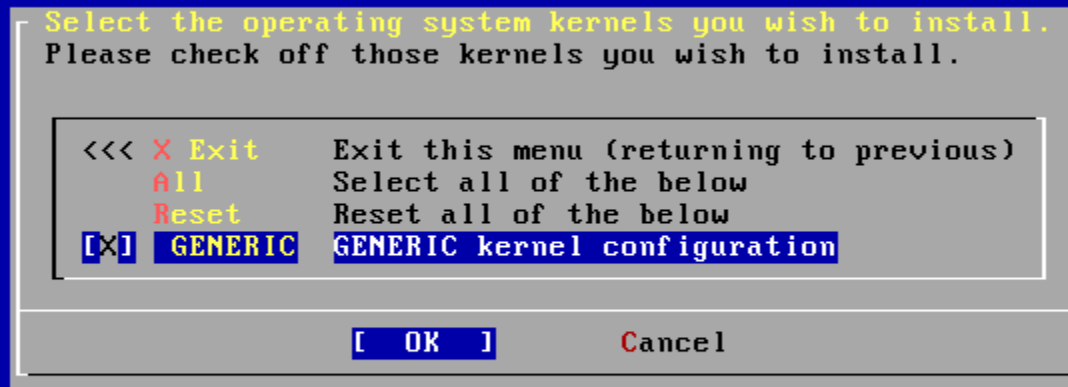 Select the operating system kernels you wish to install.
Please check off those kernels you wish to install.
<<< X Exit Exit this menu (returning to previous)
All Select all of the below
Reset Reset all of the below
[X] GENERIC GENERIC kernel configuration
[ OK ] Cancel